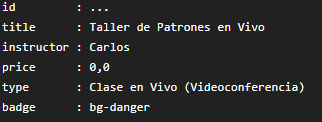 id : ...
title : Taller de Patrones en Vivo
instructor : Carlos
price : 0,0
type : Clase en Vivo (Videoconferencia)
badge : bg-danger